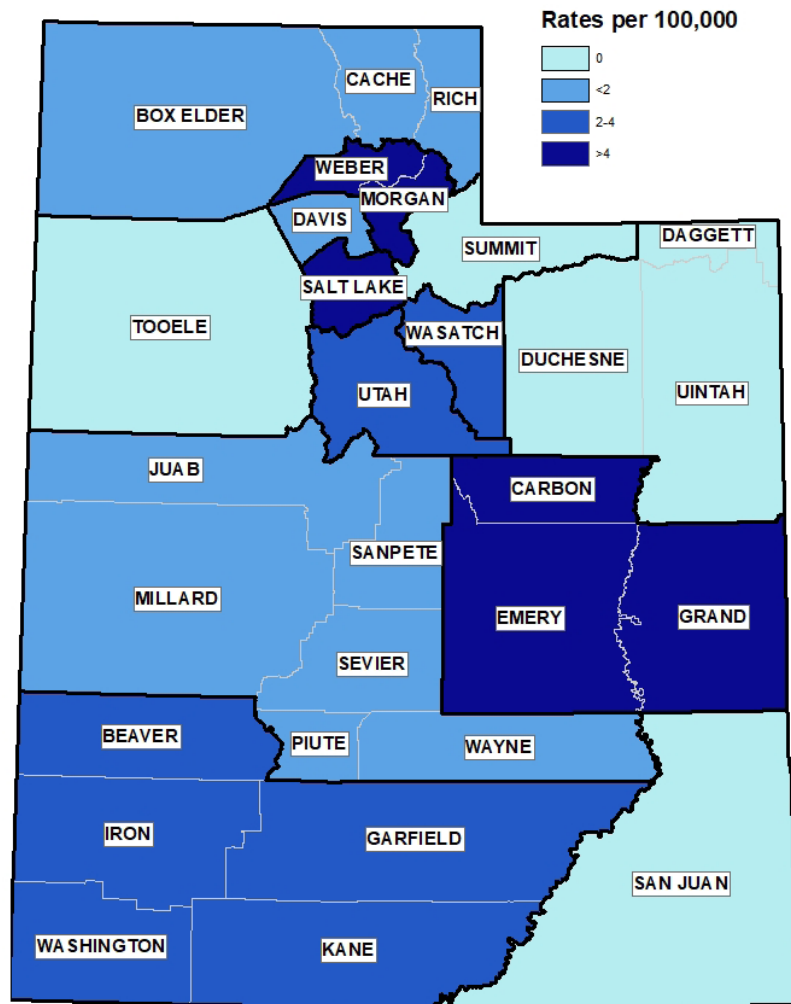 Rates per 100,000
0
<2
2-4
>4
CACHE
RICH
BOX ELDER
WEBER
MORGAN
DAVIS
SUMMIT
DAGGETT
SALT LAKE
TOOELE
WASATCH
DUCHESNE
UTAH
UINTAH
JUAB
CARBON
SANPETE
MILLARD
EMERY
GRAND
SEVIER
BEAVER
PIUTE
WAYNE
IRON
GARFIELD
SAN JUAN
WASHINGTON
KANE